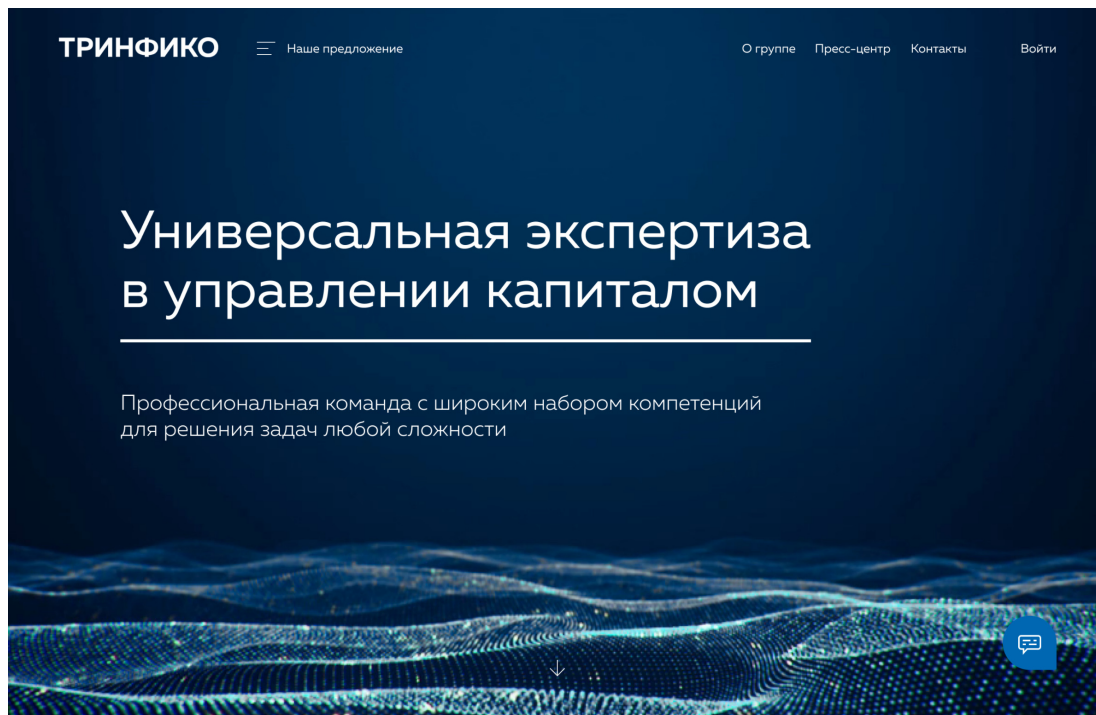 ТРИНФИКО
Наше предложение
О группе
Пресс-центр
Контакты
Войти
Универсальная экспертиза
в управлении капиталом
Профессиональная команда с широким набором компетенций
для решения задач любой сложности